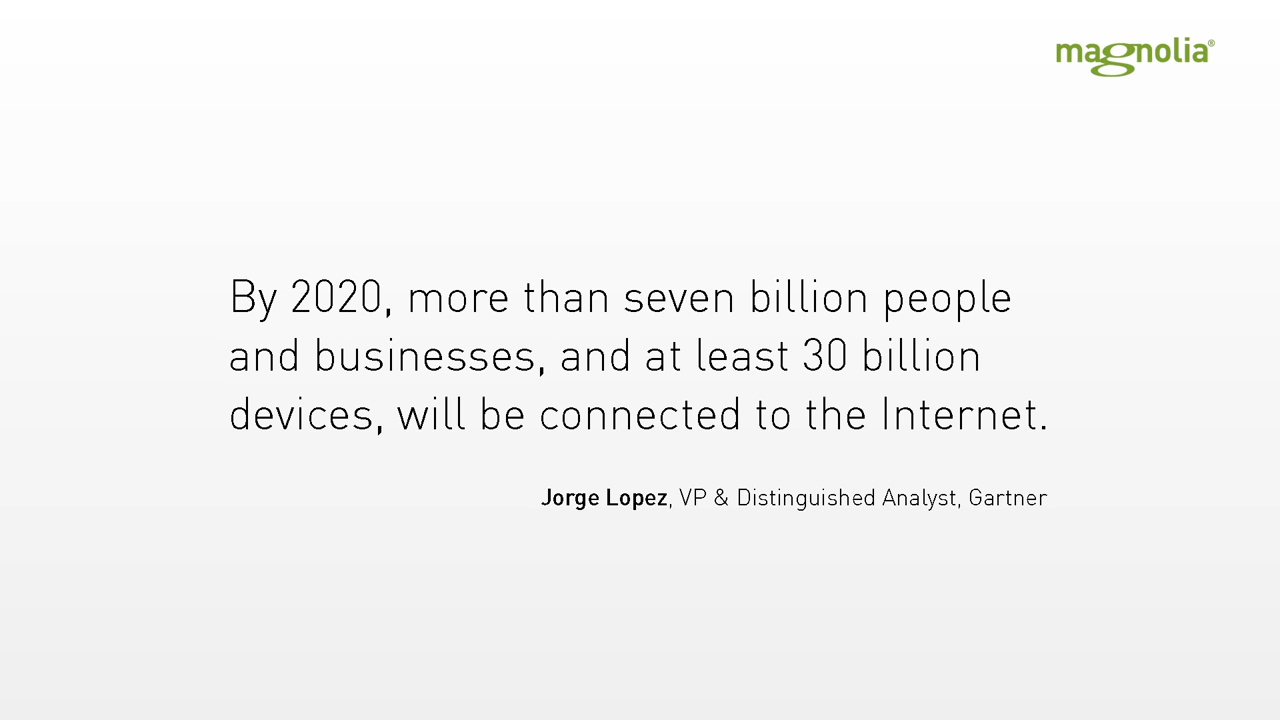 magnolia®
By 2020, more than seven billion people
and businesses, and at least 30 billion
devices, will be connected to the Internet.
Jorge Lopez, VP & Distinguished Analyst, Gartner